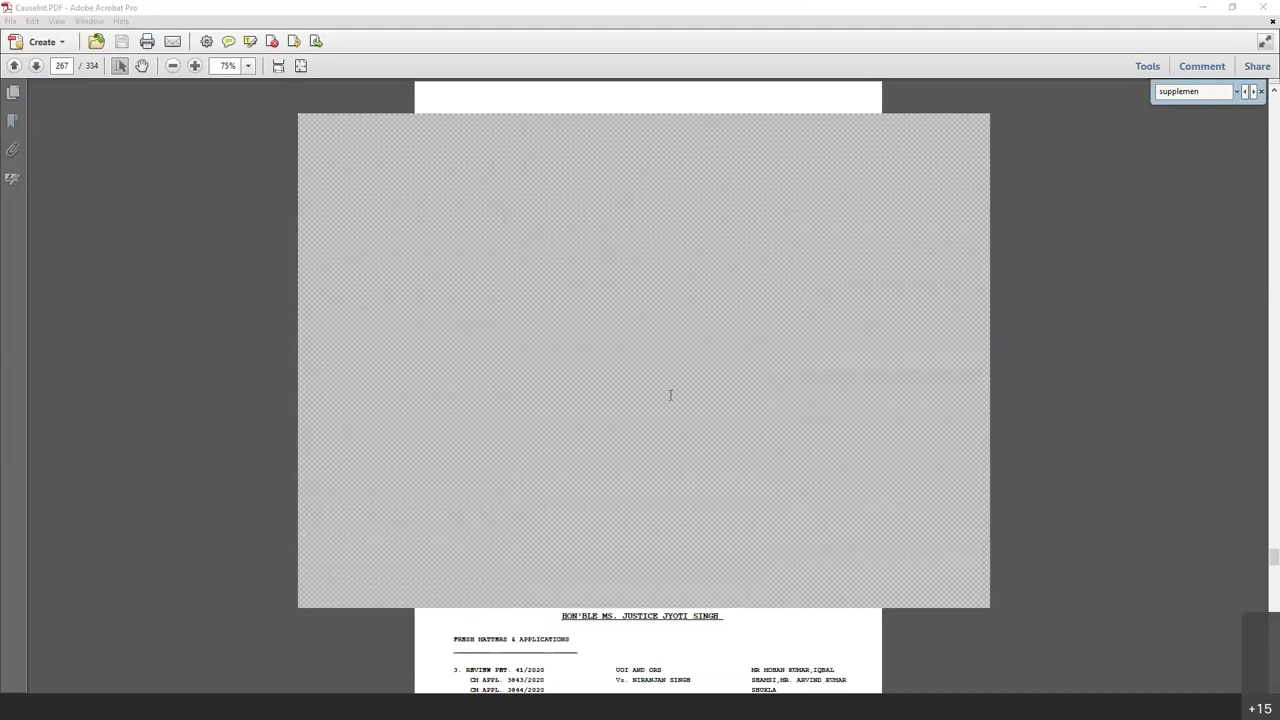 Causelist.PDF - Adobe Acrobat Pro
File Edit View Window Help
Create
267 / 334 75% Tools Comment Share
supplemen
HON'BLE MS. JUSTICE JYOTI SINGH
FRESH MATTERS & APPLICATIONS
3. REVIEW PET. 41/2020 UOI AND ORS MR MOHAN KUMAR,IQBAL
CM APPL. 3843/2020 Vs. NIRANJAN SINGH SHAMSI,MR. ARVIND KUMAR
CM APPL. 3844/2020 SHUKLA
+15